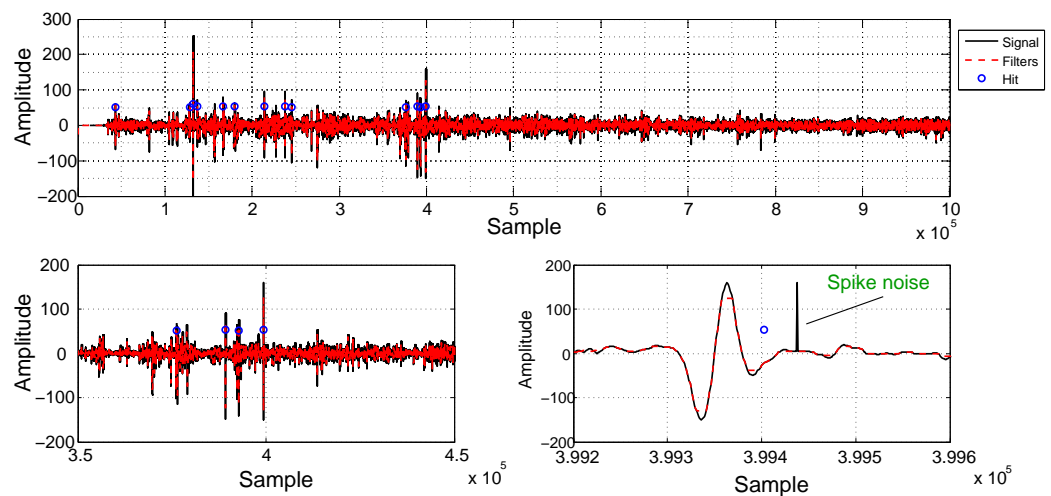 300
200
100
0
−100
−200
Amplitude
0 1 2 3 4 5 6 7 8 9 10
Sample
x 10^5
Signal
Filters
Hit
200
100
0
−100
−200
Amplitude
3.5 4 4.5
Sample
x 10^5
200
100
0
−100
−200
Amplitude
Spike noise
3.992 3.993 3.994 3.995 3.996
Sample
x 10^5